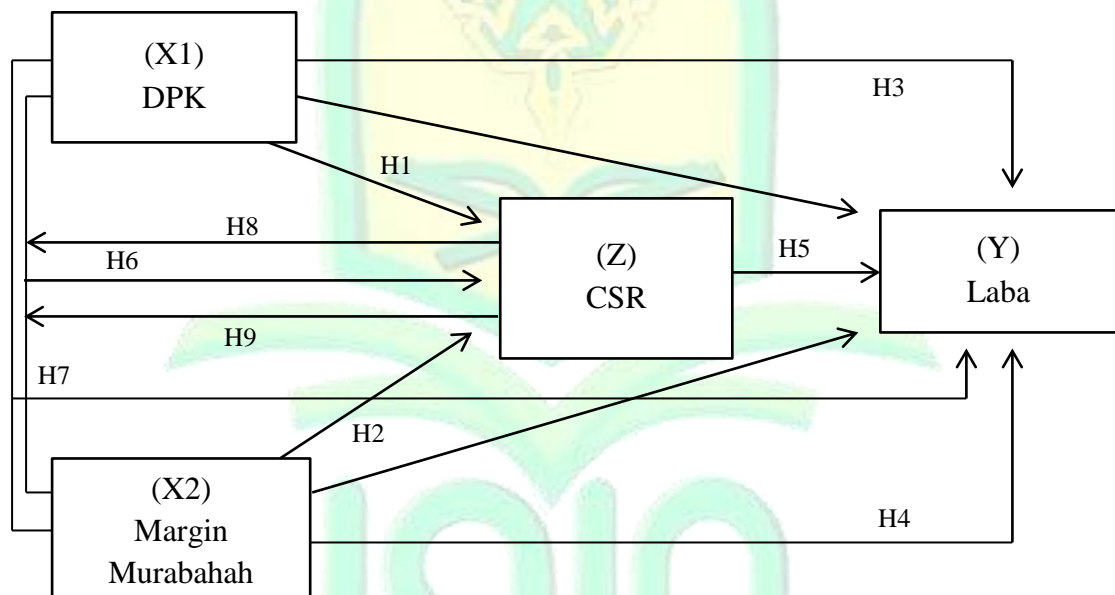 (X1)
DPK
H3
H1
H8
H6
H9
(Z)
CSR
H5
(Y)
Laba
H7
H2
(X2)
Margin
Murabahah
H4